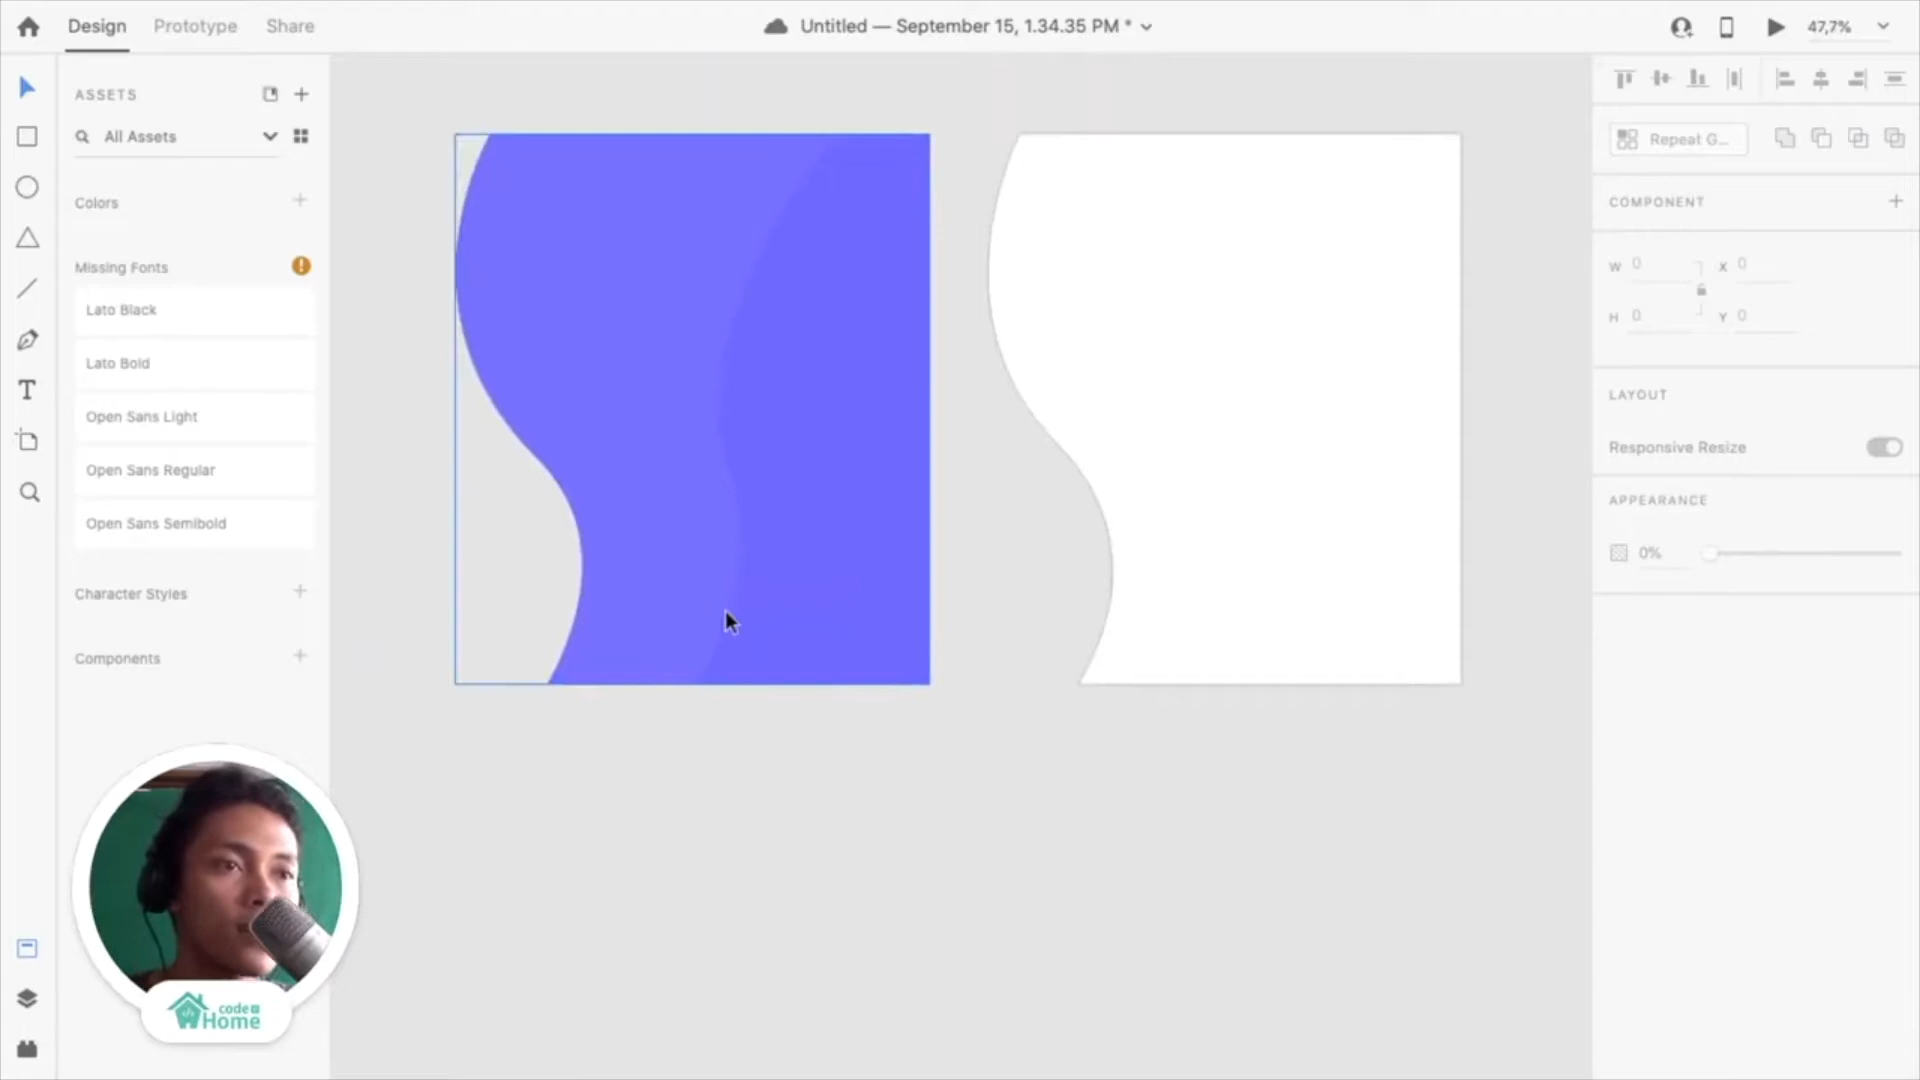 Design Prototype Share
Untitled — September 15, 1.34.35 PM *
47,7%
ASSETS
All Assets
Colors
Missing Fonts
Lato Black
Lato Bold
Open Sans Light
Open Sans Regular
Open Sans Semibold
Character Styles
Components
Repeat G...
COMPONENT
W 0 X 0
H 0 Y 0
LAYOUT
Responsive Resize
APPEARANCE
0%
T
code
Home